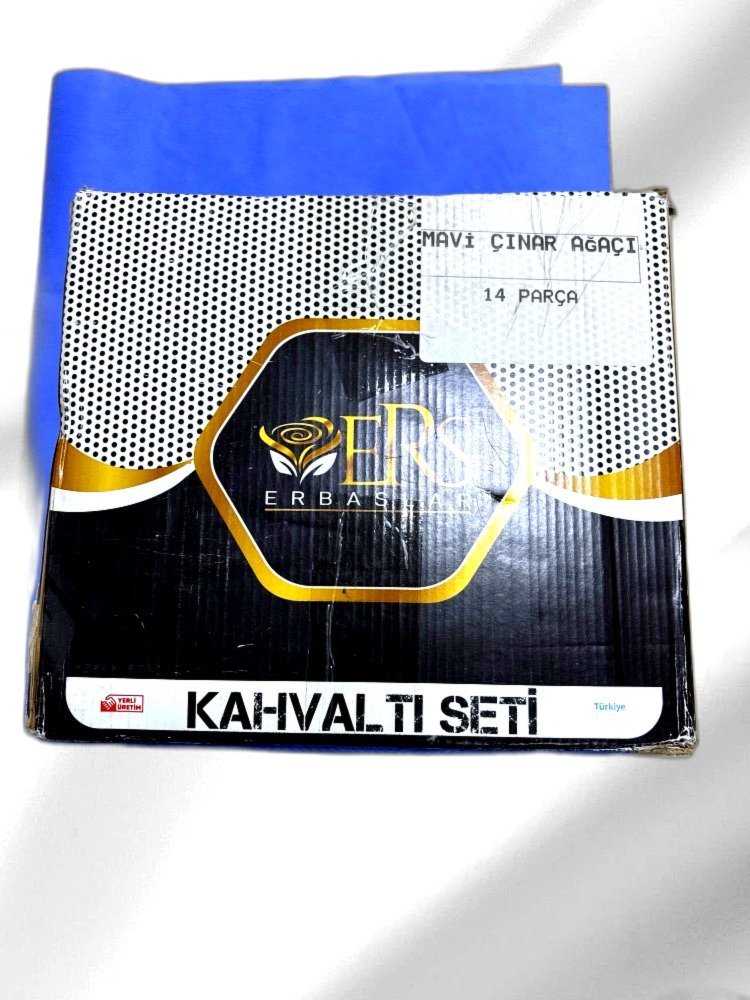 MAVi ÇINAR AğAÇI
14 PARÇA
ERS
ERBAŞLAR
YERLİ
ÜRETİM
KAHVALTI SETİ
Türkiye